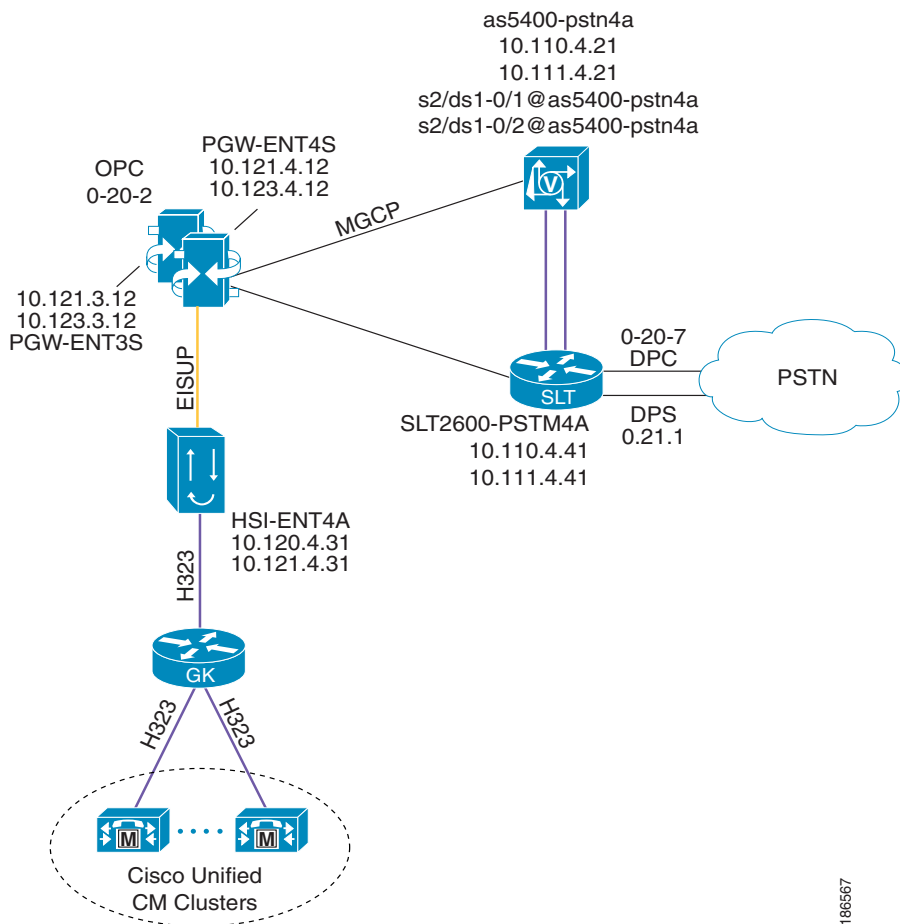 as5400-pstn4a
10.110.4.21
10.111.4.21
s2/ds1-0/1@as5400-pstn4a
s2/ds1-0/2@as5400-pstn4a
PGW-ENT4S
10.121.4.12
10.123.4.12
OPC
0-20-2
V
MGCP
10.121.3.12
10.123.3.12
PGW-ENT3S
EISUP
0-20-7
DPC
PSTN
SLT
DPS
0.21.1
SLT2600-PSTM4A
10.110.4.41
10.111.4.41
HSI-ENT4A
10.120.4.31
10.121.4.31
H323
GK
H323
H323
M
M
Cisco Unified
CM Clusters
186567